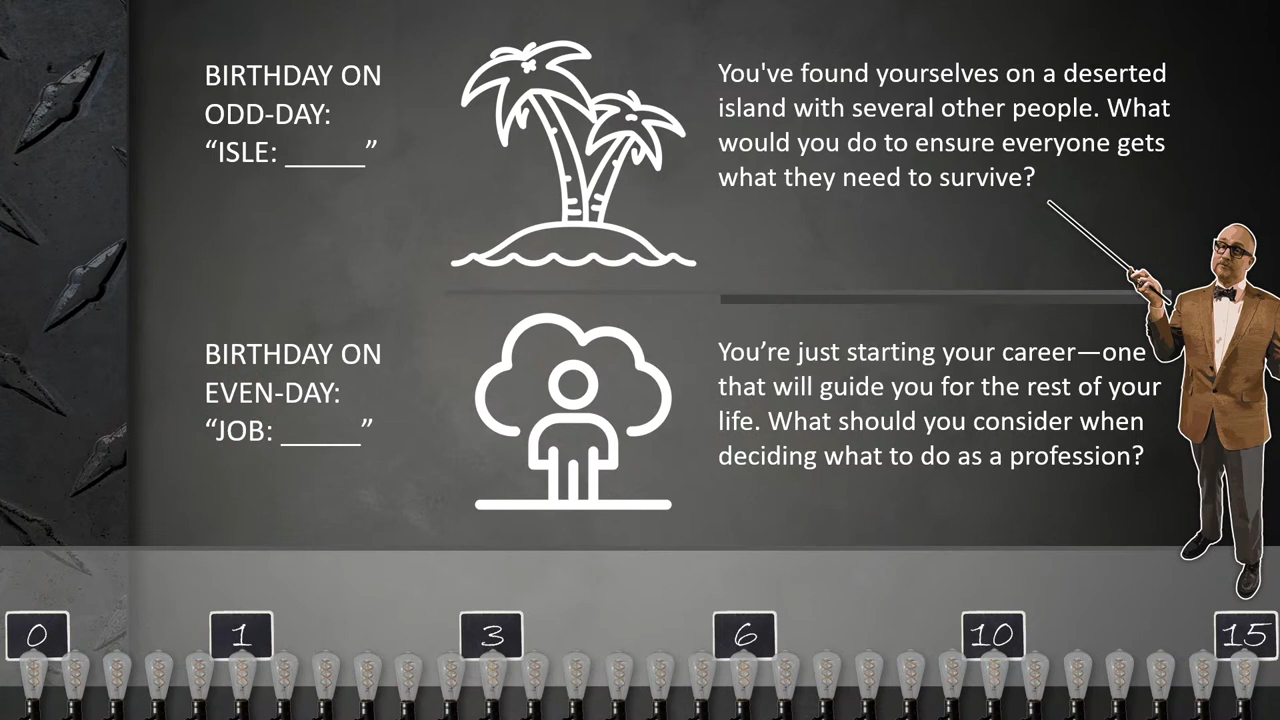 BIRTHDAY ON
ODD-DAY:
“ISLE: _____”
You've found yourselves on a deserted
island with several other people. What
would you do to ensure everyone gets
what they need to survive?
BIRTHDAY ON
EVEN-DAY:
“JOB: _____”
You’re just starting your career—one
that will guide you for the rest of your
life. What should you consider when
deciding what to do as a profession?
0 1 3 6 10 15